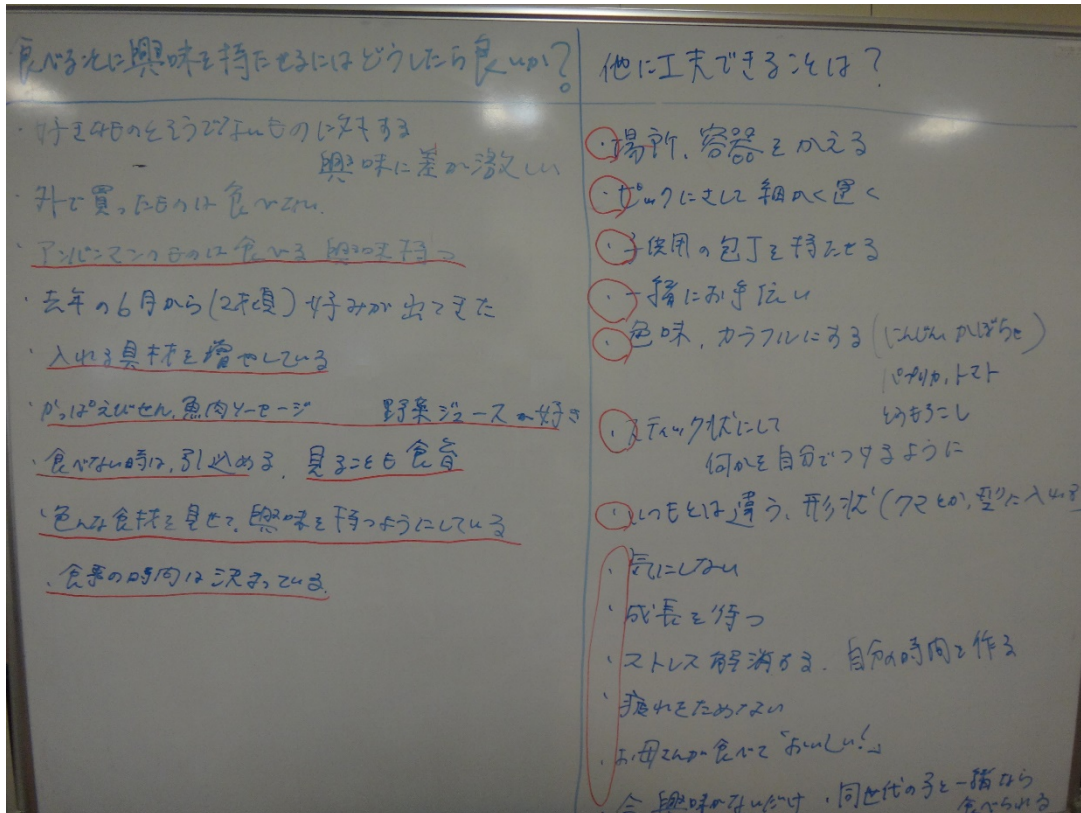 食べることに興味を持たせるにはどうしたら良いか?
・好きなものとそうでないものに対する
興味に差が激しい
・外で買ったものは食べない
・アンパンマンのものは食べる 興味持つ
・去年の6月から(2才頃)好みが出てきた
・入れる具材を増やしている
・かっぱえびせん、魚肉ソーセージ 野菜ジュースが好き
・食べない時は、引込める、見ることも食育
・色んな食材を見せて、興味を持つようにしている
・食事の時間は決まっている
他に工夫できることは?
・場所、容器をかえる
・ピックにさして細かく置く
・子供用の包丁を持たせる
・一緒にお手伝い
・色味、カラフルにする(にんじん かぼちゃ)
パプリカ、トマト
とうもろこし
・スティック状にして
何かを自分でつけるように
・いつもとは違う、形状(クマとか、型に入れる
・気にしない
・成長を待つ
・ストレス解消する、自分の時間を作る
・疲れをためない
・お母さんが食べて「おいしい!」
今 興味がないだけ ・同世代の子と一緒なら
食べられる